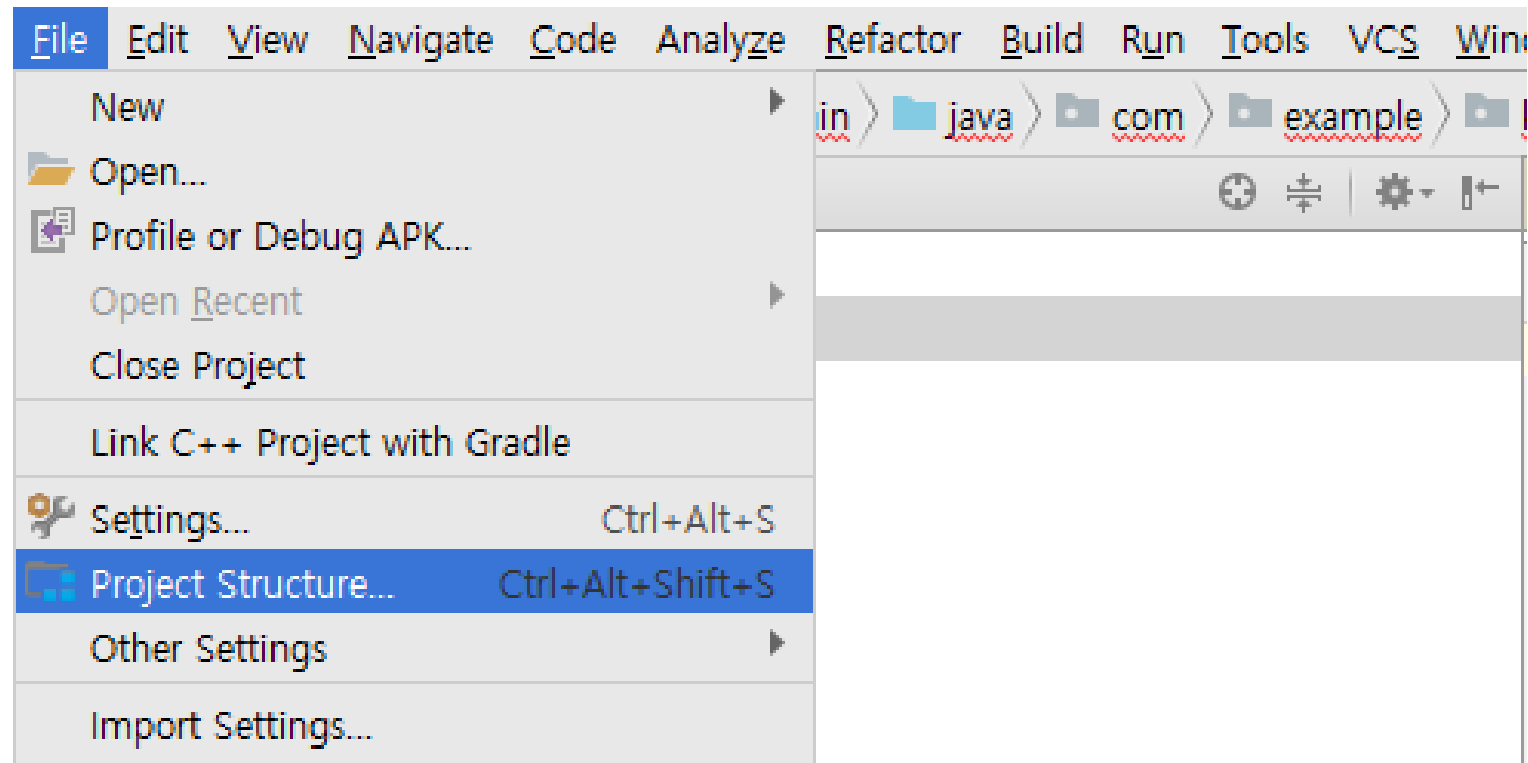 File Edit View Navigate Code Analyze Refactor Build Run Tools VCS
New
in java com example
Open...
Profile or Debug APK...
Open Recent
Close Project
Link C++ Project with Gradle
Settings... Ctrl+Alt+S
Project Structure... Ctrl+Alt+Shift+S
Other Settings
Import Settings...